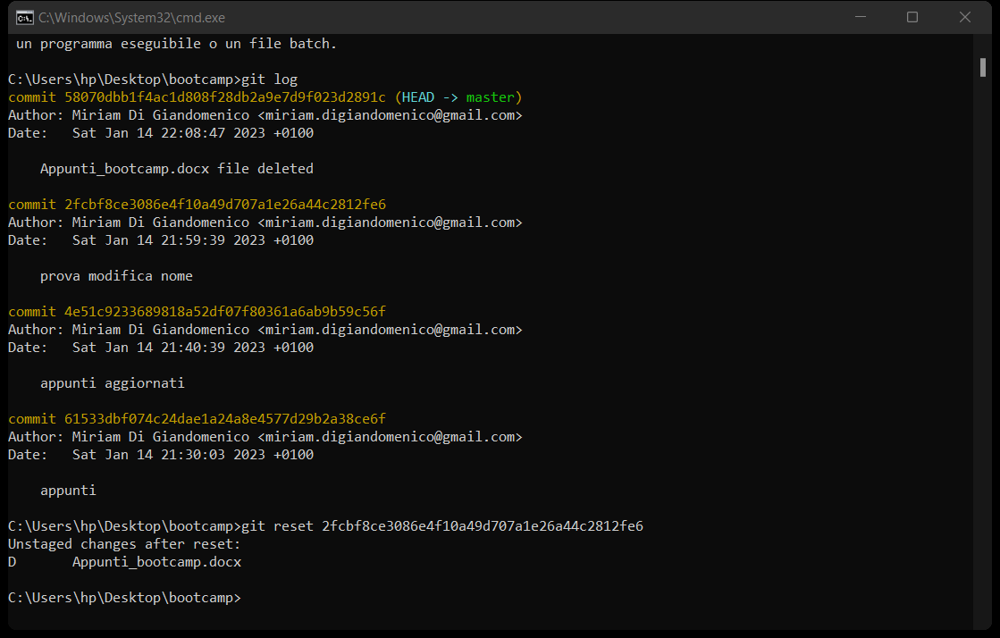 C:\Windows\System32\cmd.exe
un programma eseguibile o un file batch.
C:\Users\hp\Desktop\bootcamp>git log
commit 58070dbb1f4ac1d808f28db2a9e7d9f023d2891c (HEAD -> master)
Author: Miriam Di Giandomenico <miriam.digiandomenico@gmail.com>
Date:   Sat Jan 14 22:08:47 2023 +0100
Appunti_bootcamp.docx file deleted
commit 2fcbf8ce3086e4f10a49d707a1e26a44c2812fe6
Author: Miriam Di Giandomenico <miriam.digiandomenico@gmail.com>
Date:   Sat Jan 14 21:59:39 2023 +0100
prova modifica nome
commit 4e51c9233689818a52df07f80361a6ab9b59c56f
Author: Miriam Di Giandomenico <miriam.digiandomenico@gmail.com>
Date:   Sat Jan 14 21:40:39 2023 +0100
appunti aggiornati
commit 61533dbf074c24dae1a24a8e4577d29b2a38ce6f
Author: Miriam Di Giandomenico <miriam.digiandomenico@gmail.com>
Date:   Sat Jan 14 21:30:03 2023 +0100
appunti
C:\Users\hp\Desktop\bootcamp>git reset 2fcbf8ce3086e4f10a49d707a1e26a44c2812fe6
Unstaged changes after reset:
D       Appunti_bootcamp.docx
C:\Users\hp\Desktop\bootcamp>